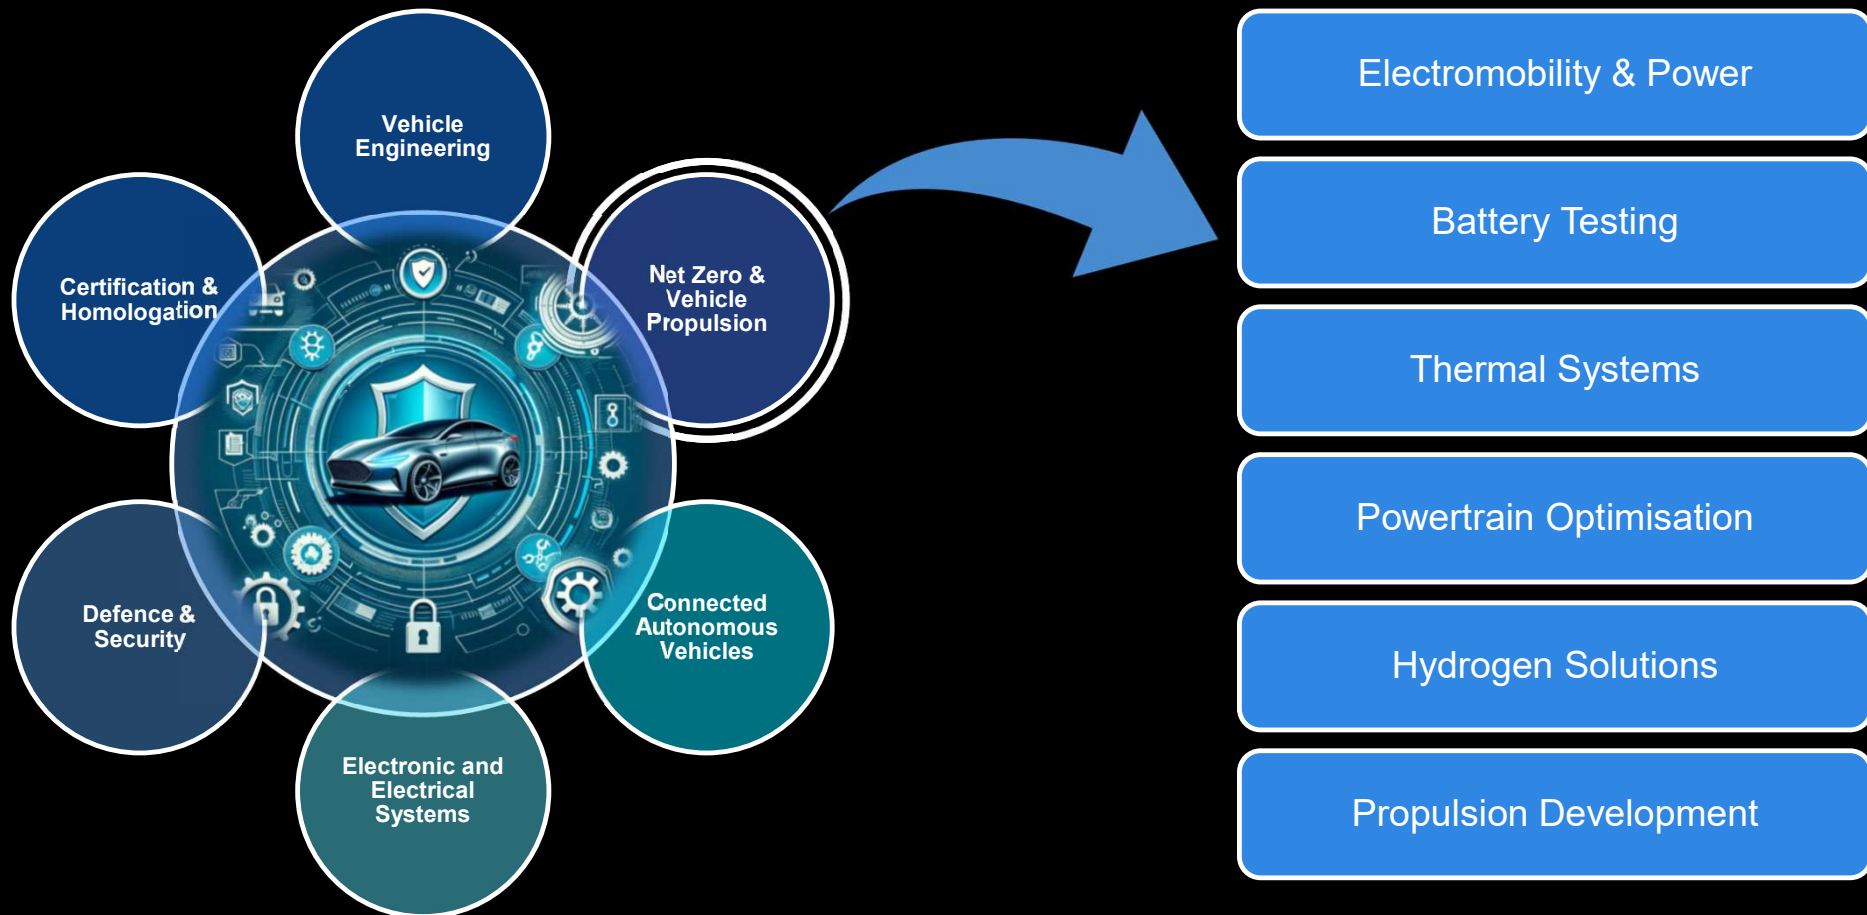 Vehicle
Engineering
Certification &
Homologation
Net Zero &
Vehicle
Propulsion
Defence &
Security
Connected
Autonomous
Vehicles
Electronic and
Electrical
Systems
Electromobility & Power
Battery Testing
Thermal Systems
Powertrain Optimisation
Hydrogen Solutions
Propulsion Development